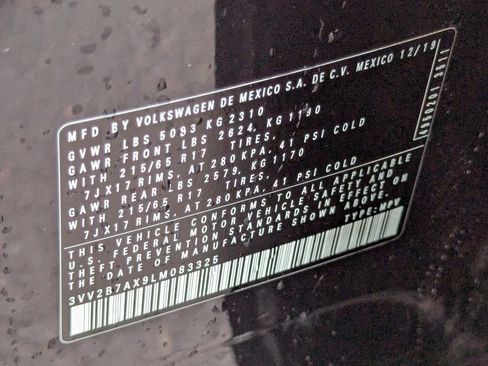 MFD BY VOLKSWAGEN DE MEXICO S.A. DE C.V. MEXICO 12/19
GVWR LBS 5093 KG 2310
GAWR FRONT LBS 2624, KG 1190
WITH 215/65 R17 TIRES,
7JX17 RIMS, AT 280 KPA, 41 PSI COLD
GAWR REAR LBS 2579, KG 1170
WITH 215/65 R17 TIRES,
7JX17 RIMS, AT 280 KPA, 41 PSI COLD
THIS VEHICLE CONFORMS TO ALL APPLICABLE
U.S. FEDERAL MOTOR VEHICLE SAFETY AND
THEFT PREVENTION STANDARDS IN EFFECT ON
THE DATE OF MANUFACTURE SHOWN ABOVE.
3VV2B7AX9LM083325 TYPE: MPV